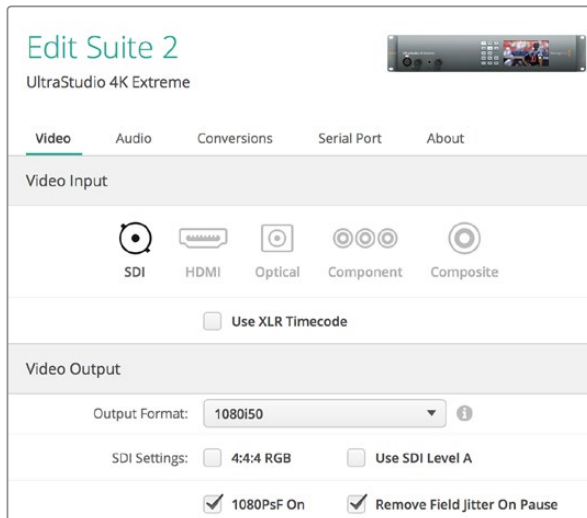 Edit Suite 2
UltraStudio 4K Extreme
Video Audio Conversions Serial Port About
Video Input
SDI HDMI Optical Component Composite
Use XLR Timecode
Video Output
Output Format: 1080i50
SDI Settings: 4:4:4 RGB Use SDI Level A
1080PsF On Remove Field Jitter On Pause